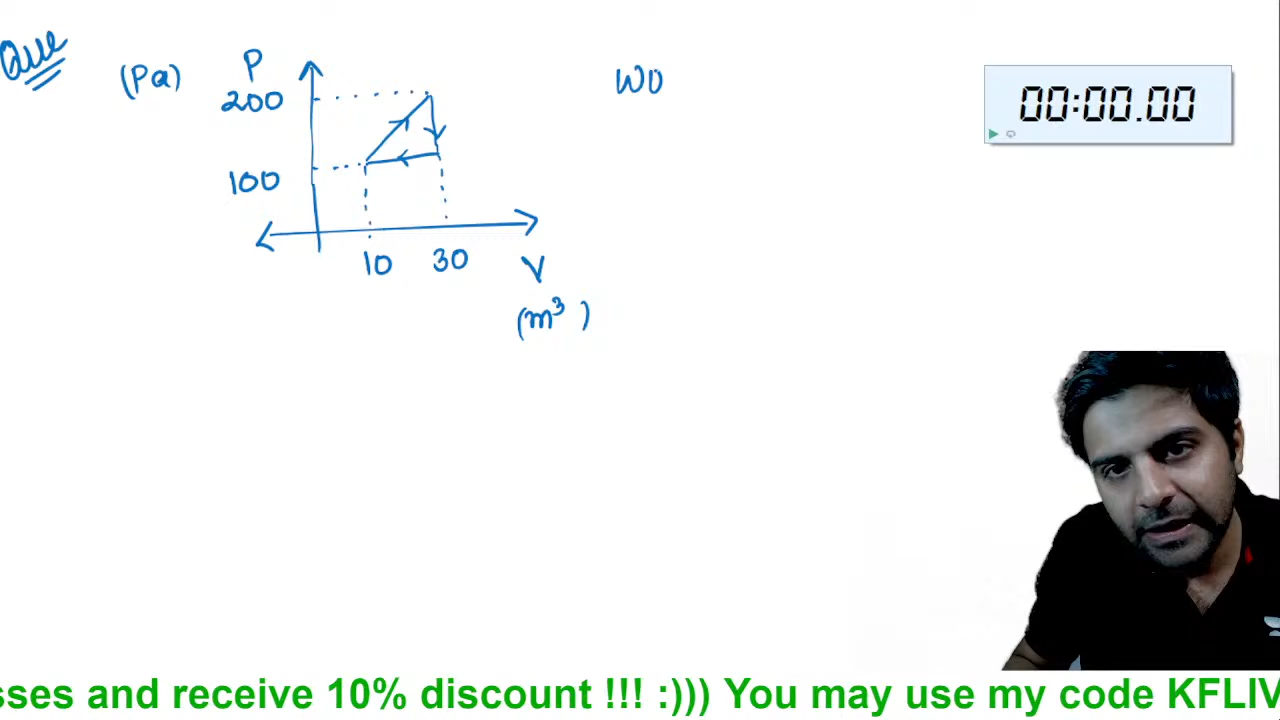 Que
(Pa) P
200
100
10 30 V
(m³ )
WO
00:00.00
sses and receive 10% discount !!! :))) You may use my code KFLIV